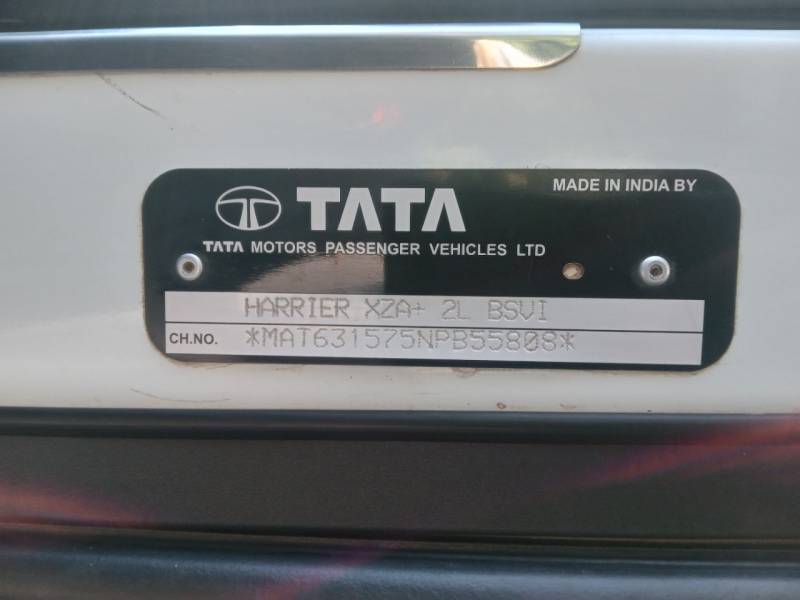 TATA
MADE IN INDIA BY
TATA MOTORS PASSENGER VEHICLES LTD
HARRIER XZA+ 2L BSVI
CH.NO. *MAT631575NPB55808*